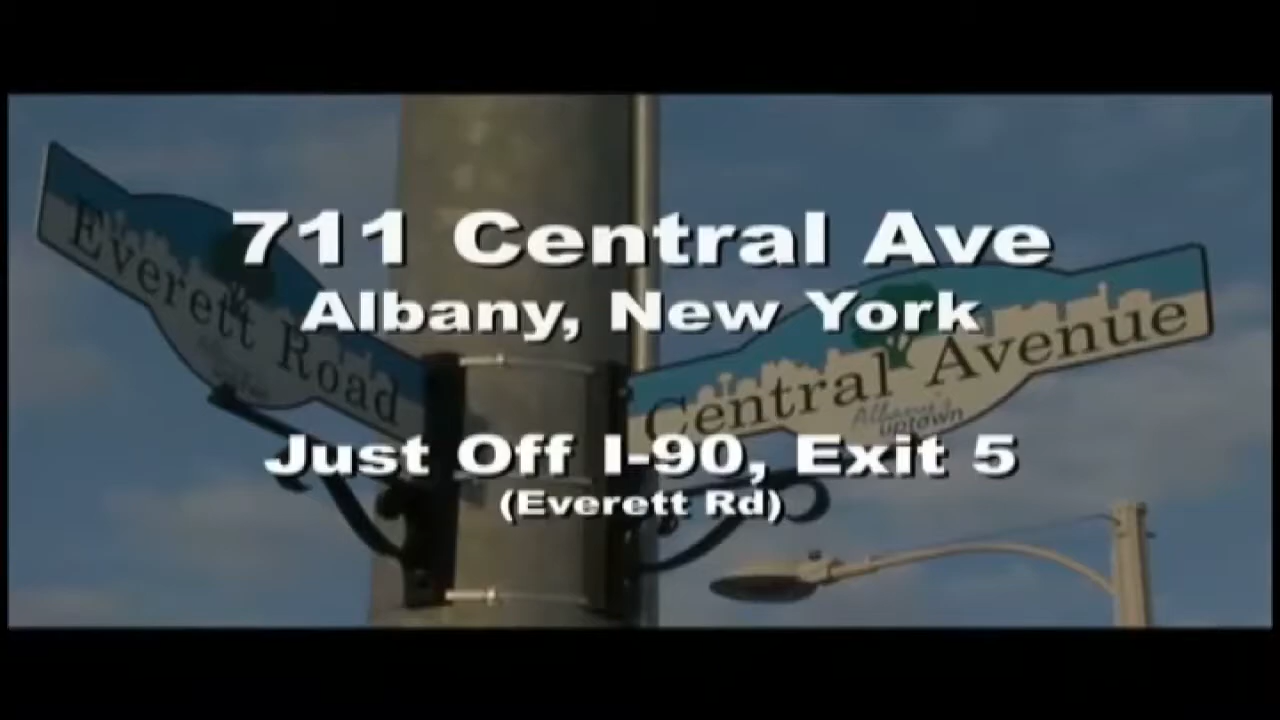 711 Central Ave
Albany, New York
Everett Road
Central Avenue
Albany's
uptown
Just Off I-90, Exit 5
(Everett Rd)